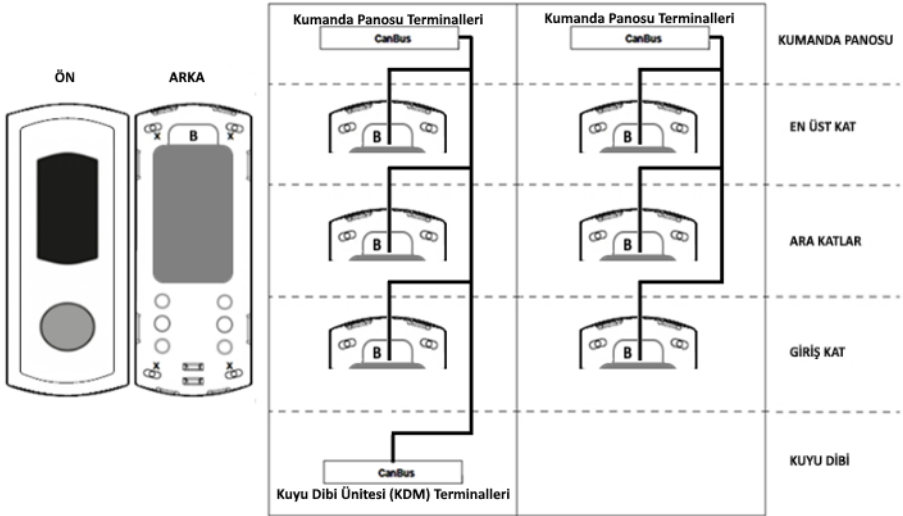 Kumanda Panosu Terminalleri
Kumanda Panosu Terminalleri
CanBus
CanBus
KUMANDA PANOSU
ÖN
ARKA
B
x
x
EN ÜST KAT
B
B
ARA KATLAR
B
B
GİRİŞ KAT
B
B
x
x
KUYU DİBİ
CanBus
Kuyu Dibi Ünitesi (KDM) Terminalleri